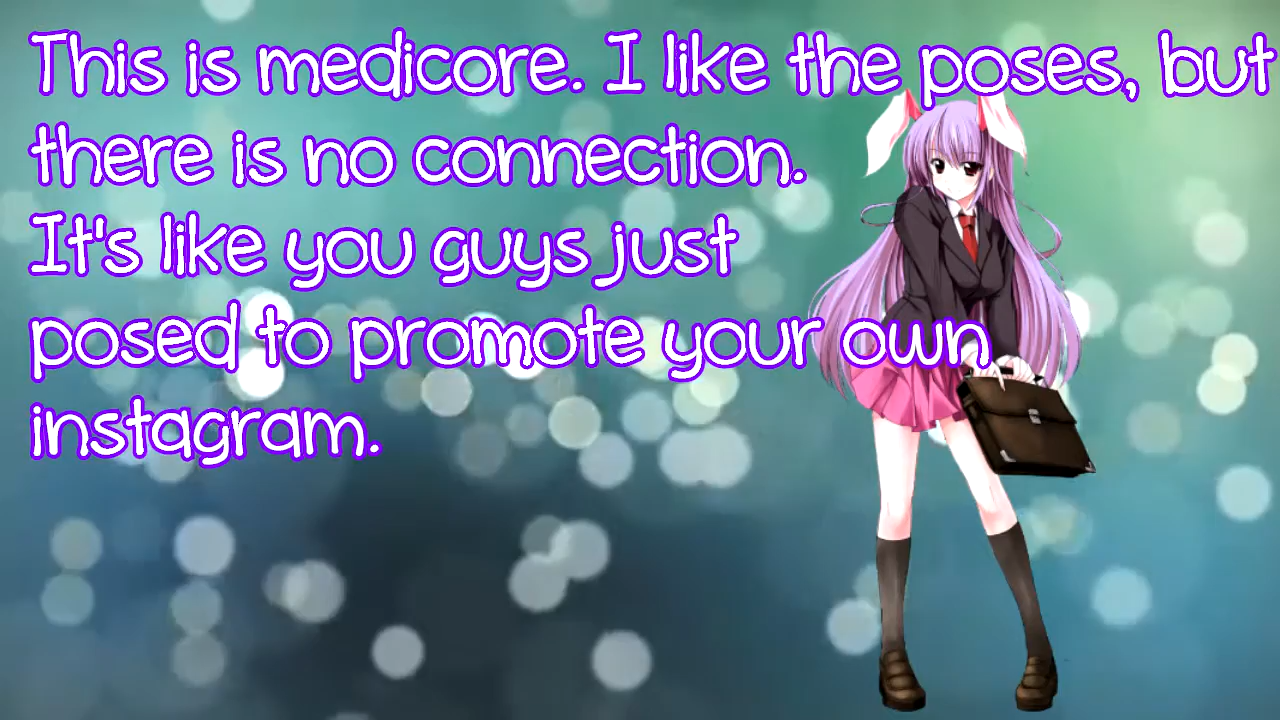 This is medicore. I like the poses, but
there is no connection.
It's like you guys just
posed to promote your own
instagram.